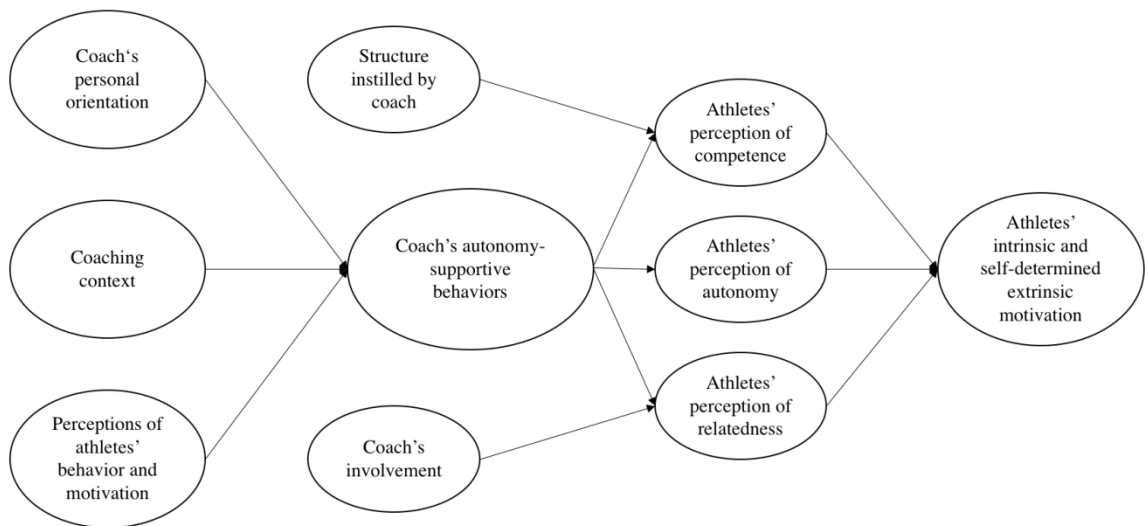 Coach‘s
personal
orientation
Coaching
context
Perceptions of
athletes’
behavior and
motivation
Structure
instilled by
coach
Coach’s autonomy-
supportive
behaviors
Coach’s
involvement
Athletes’
perception of
competence
Athletes’
perception of
autonomy
Athletes’
perception of
relatedness
Athletes’
intrinsic and
self-determined
extrinsic
motivation